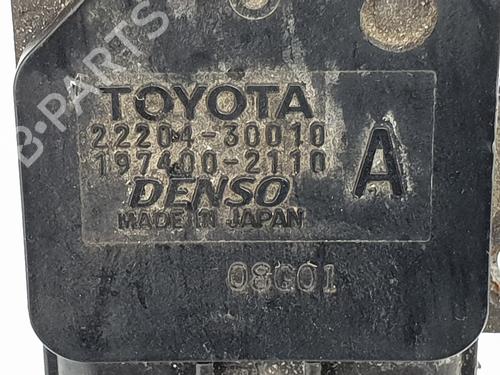 B-PARTS
TOYOTA
22204-30010
197400-2110
A
DENSO
MADE IN JAPAN
08G01